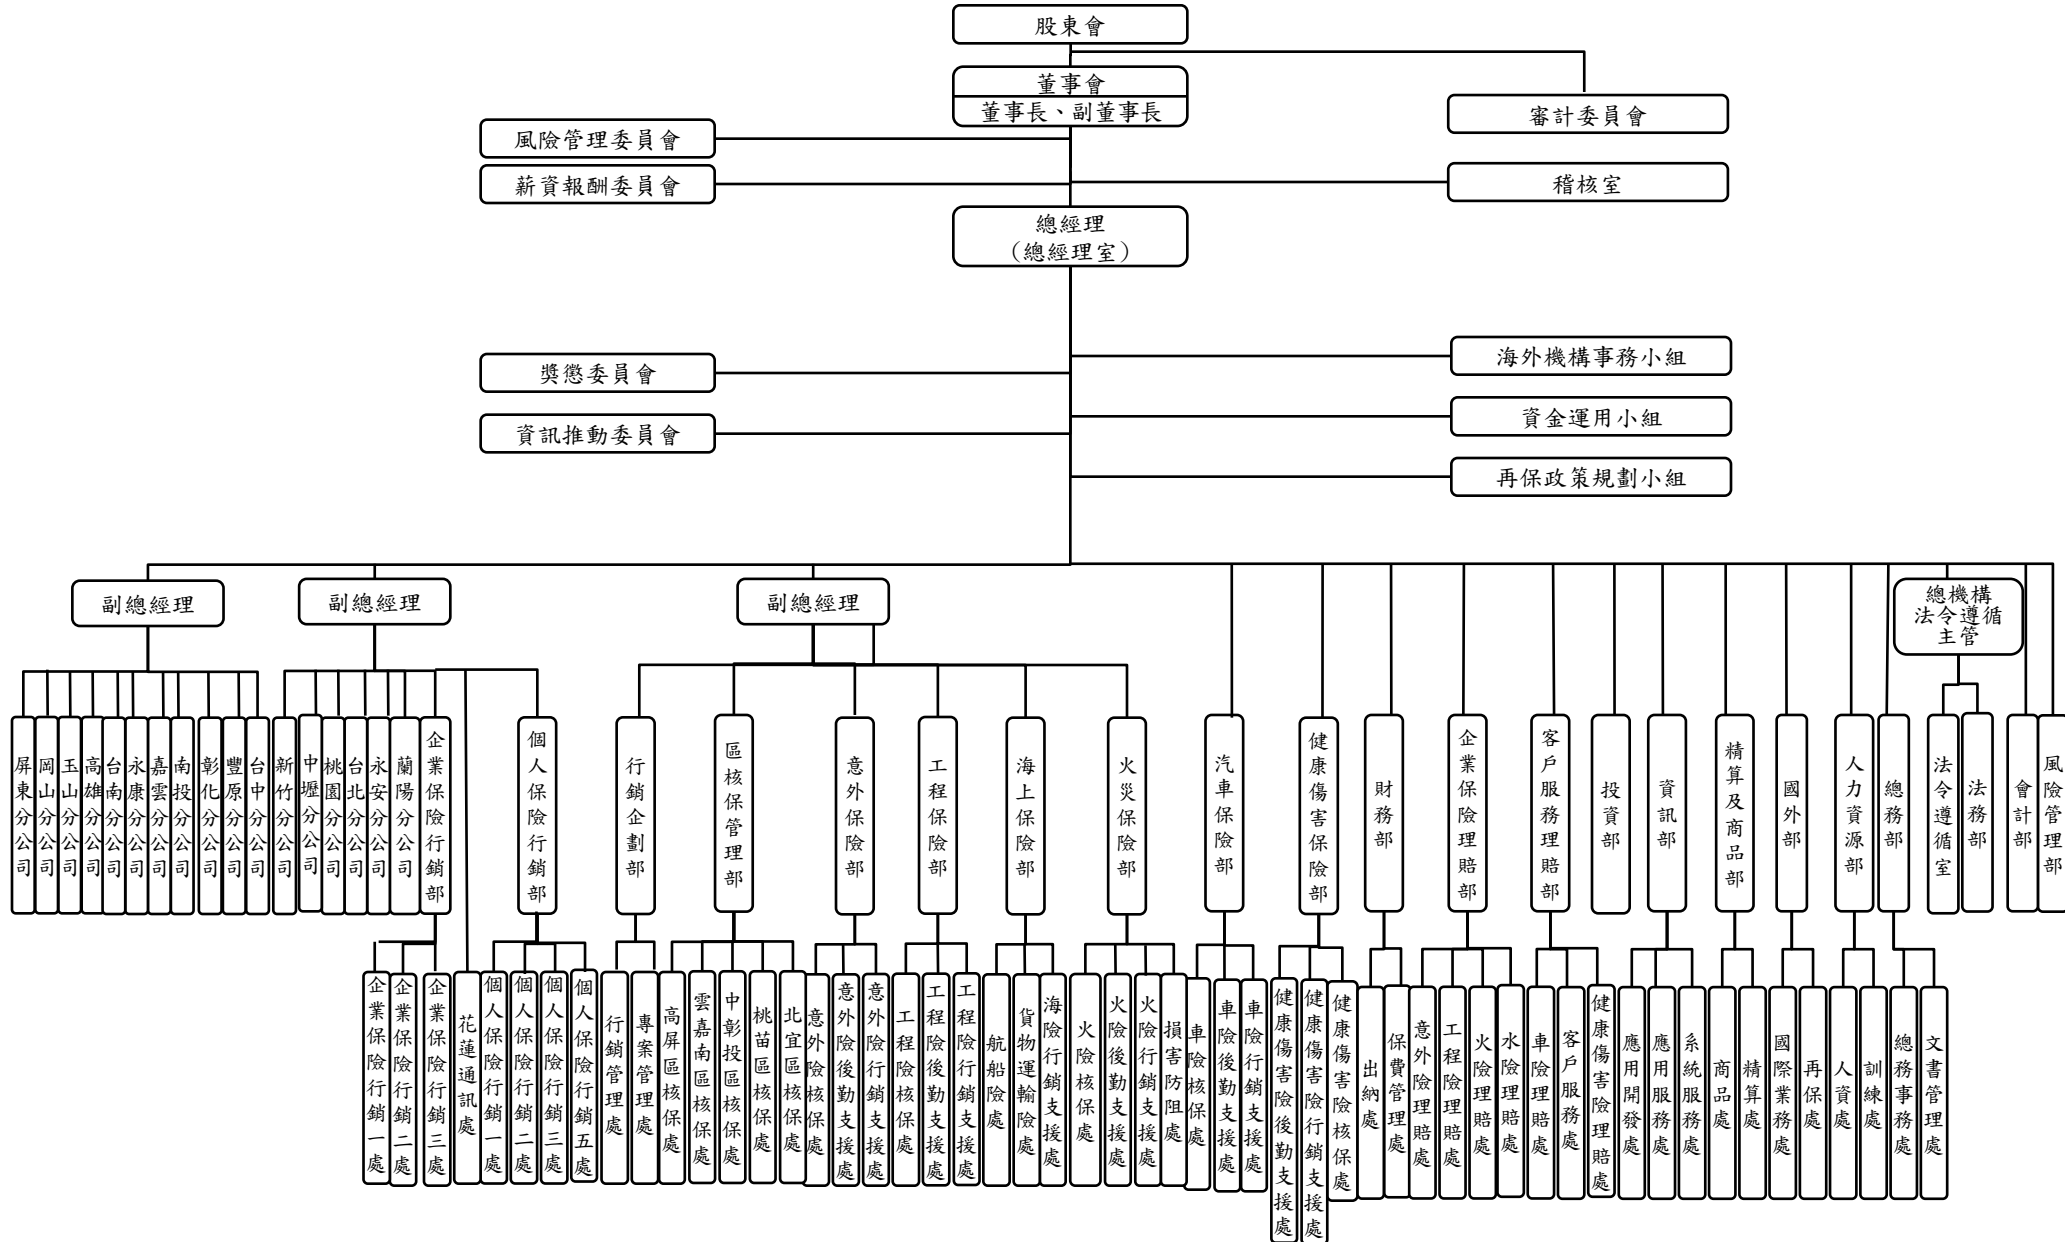 股東會
董事會
董事長、副董事長
審計委員會
風險管理委員會
薪資報酬委員會
稽核室
總經理
(總經理室)
獎懲委員會
資訊推動委員會
海外機構事務小組
資金運用小組
再保政策規劃小組
副總經理
副總經理
副總經理
總機構
法令遵循
主管
屏東分公司
岡山分公司
玉山分公司
高雄分公司
台南分公司
永康分公司
嘉雲分公司
南投分公司
彰化分公司
豐原分公司
台中分公司
新竹分公司
中壢分公司
桃園分公司
台北分公司
永安分公司
蘭陽分公司
企業保險行銷部
個人保險行銷部
行銷企劃部
區核保管理部
意外保險部
工程保險部
海上保險部
火災保險部
汽車保險部
健康傷害保險部
財務部
企業保險理賠部
客戶服務理賠部
投資部
資訊部
精算及商品部
國外部
人力資源部
總務部
法令遵循室
法務部
會計部
風險管理部
企業保險行銷一處
企業保險行銷二處
企業保險行銷三處
花蓮通訊處
個人保險行銷一處
個人保險行銷二處
個人保險行銷三處
個人保險行銷五處
行銷管理處
專案管理處
高屏區核保處
雲嘉南區核保處
中彰投區核保處
桃苗區核保處
北宜區核保處
意外險核保處
意外險後勤支援處
意外險行銷支援處
工程險核保處
工程險後勤支援處
工程險行銷支援處
航船險處
貨物運輸險處
海險行銷支援處
火險核保處
火險後勤支援處
火險行銷支援處
損害防阻處
車險核保處
車險後勤支援處
車險行銷支援處
健康傷害險後勤支援處
健康傷害險行銷支援處
健康傷害險核保處
出納處
保費管理處
意外險理賠處
工程險理賠處
火險理賠處
水險理賠處
車險理賠處
客戶服務處
健康傷害險理賠處
應用開發處
應用服務處
系統服務處
商品處
精算處
國際業務處
再保處
人資處
訓練處
總務事務處
文書管理處